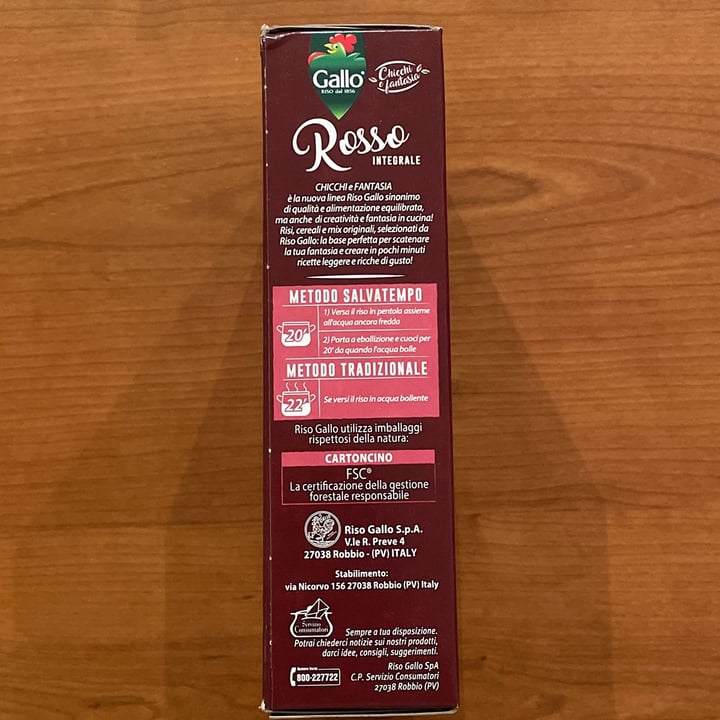 Gallo®
RISO dal 1856
Chicchi
e fantasia
Rosso
INTEGRALE
CHICCHI e FANTASIA
è la nuova linea Riso Gallo sinonimo
di qualità e alimentazione equilibrata,
ma anche di creatività e fantasia in cucina!
Risi, cereali e mix originali, selezionati da
Riso Gallo: la base perfetta per scatenare
la tua fantasia e creare in pochi minuti
ricette leggere e ricche di gusto!
METODO SALVATEMPO
20'
1) Versa il riso in pentola assieme
all'acqua ancora fredda
2) Porta a ebollizione e cuoci per
20' da quando l'acqua bolle
METODO TRADIZIONALE
22'
Se versi il riso in acqua bollente
Riso Gallo utilizza imballaggi
rispettosi della natura:
CARTONCINO
FSC®
La certificazione della gestione
forestale responsabile
Riso Gallo S.p.A.
V.le R. Preve 4
27038 Robbio - (PV) ITALY
Stabilimento:
via Nicorvo 156 27038 Robbio (PV) Italy
Servizio
Consumatori
Sempre a tua disposizione.
Potrai chiederci notizie sui nostri prodotti,
darci idee, consigli, suggerimenti.
Numero Verde
800-227722
Riso Gallo SpA
C.P. Servizio Consumatori
27038 Robbio (PV)